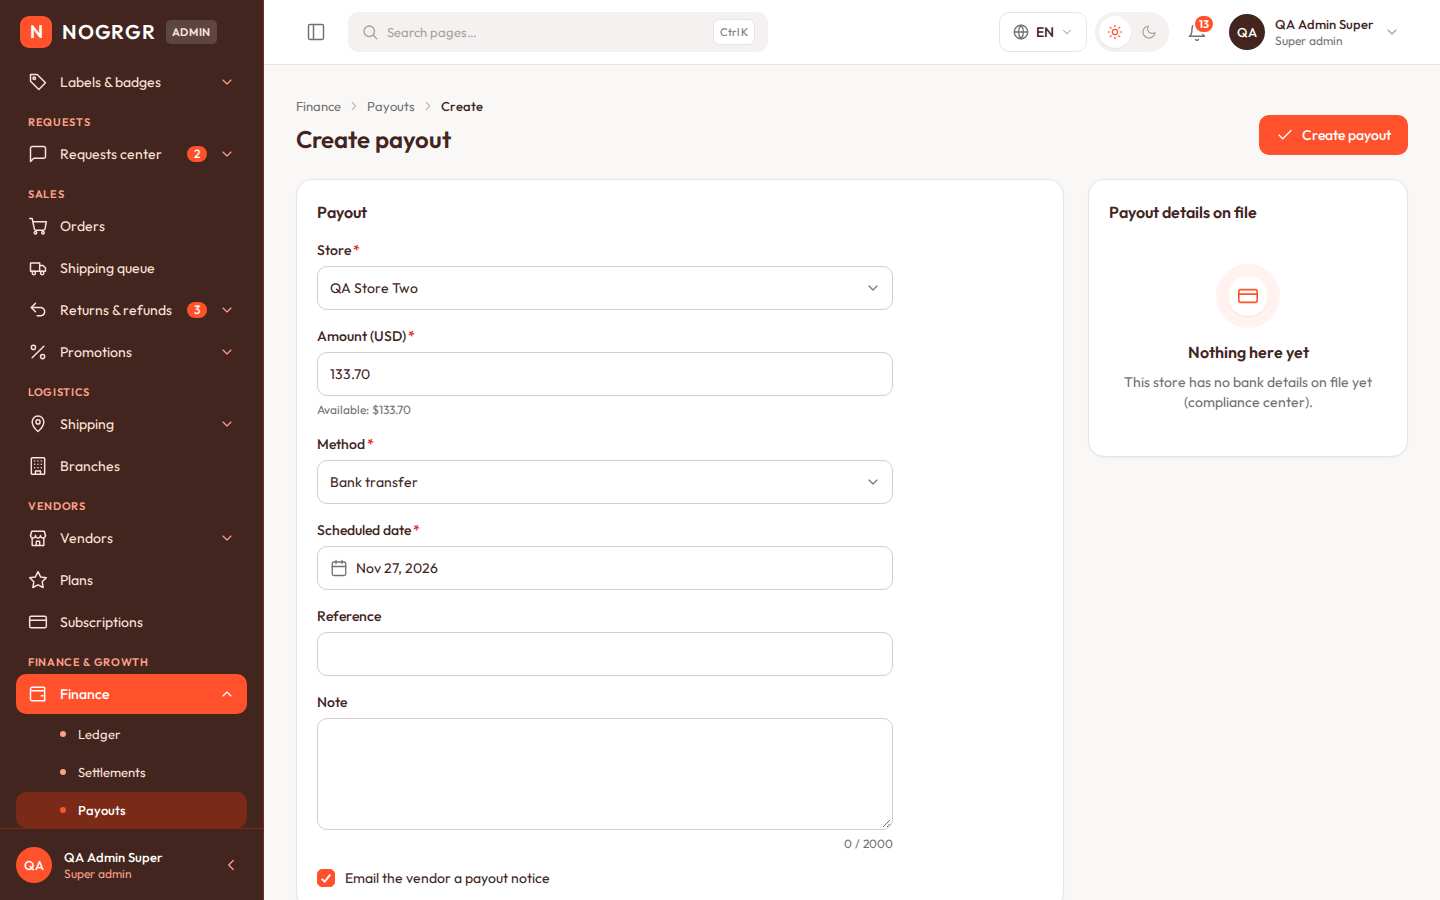 N NOGRGR ADMIN
Labels & badges
REQUESTS
Requests center 2
SALES
Orders
Shipping queue
Returns & refunds 3
Promotions
LOGISTICS
Shipping
Branches
VENDORS
Vendors
Plans
Subscriptions
FINANCE & GROWTH
Finance
Ledger
Settlements
Payouts
QA QA Admin Super
Super admin
Search pages... Ctrl K
EN
13
QA QA Admin Super
Super admin
Finance Payouts Create
Create payout
Create payout
Payout
Store *
QA Store Two
Amount (USD) *
133.70
Available: $133.70
Method *
Bank transfer
Scheduled date *
Nov 27, 2026
Reference
Note
0 / 2000
Email the vendor a payout notice
Payout details on file
Nothing here yet
This store has no bank details on file yet
(compliance center).